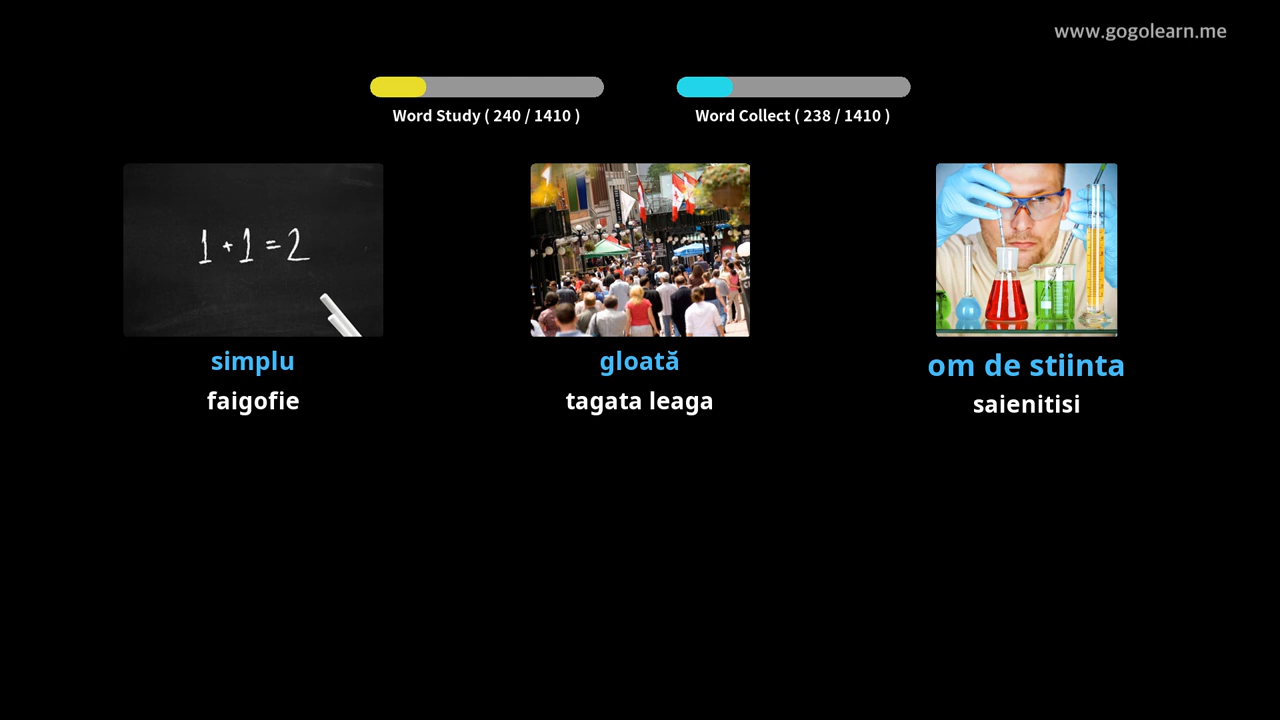 www.gogolearn.me
Word Study ( 240 / 1410 )
Word Collect ( 238 / 1410 )
1 + 1 = 2
simplu
faigofie
gloată
tagata leaga
om de stiinta
saienitisi